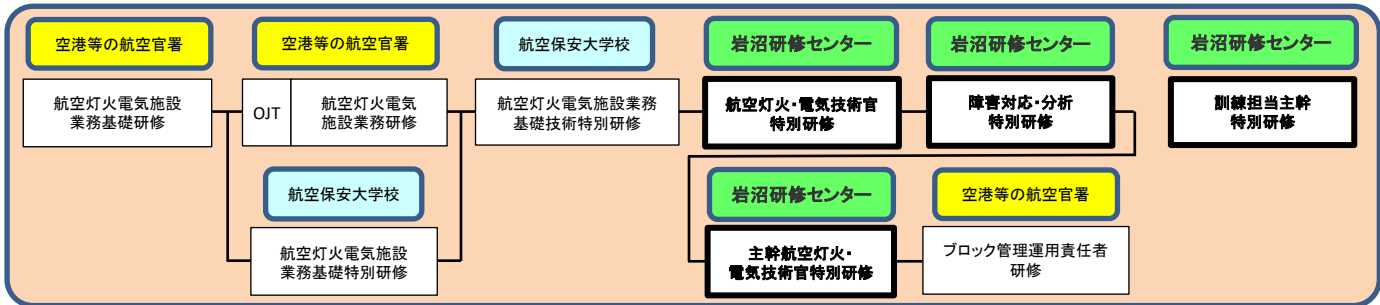 空港等の航空官署
航空灯火電気施設
業務基礎研修
空港等の航空官署
OJT
航空灯火電気
施設業務研修
航空保安大学校
航空灯火電気施設
業務基礎特別研修
航空保安大学校
航空灯火電気施設業務
基礎技術特別研修
岩沼研修センター
航空灯火・電気技術官
特別研修
岩沼研修センター
障害対応・分析
特別研修
岩沼研修センター
主幹航空灯火・
電気技術官特別研修
空港等の航空官署
ブロック管理運用責任者
研修
岩沼研修センター
訓練担当主幹
特別研修